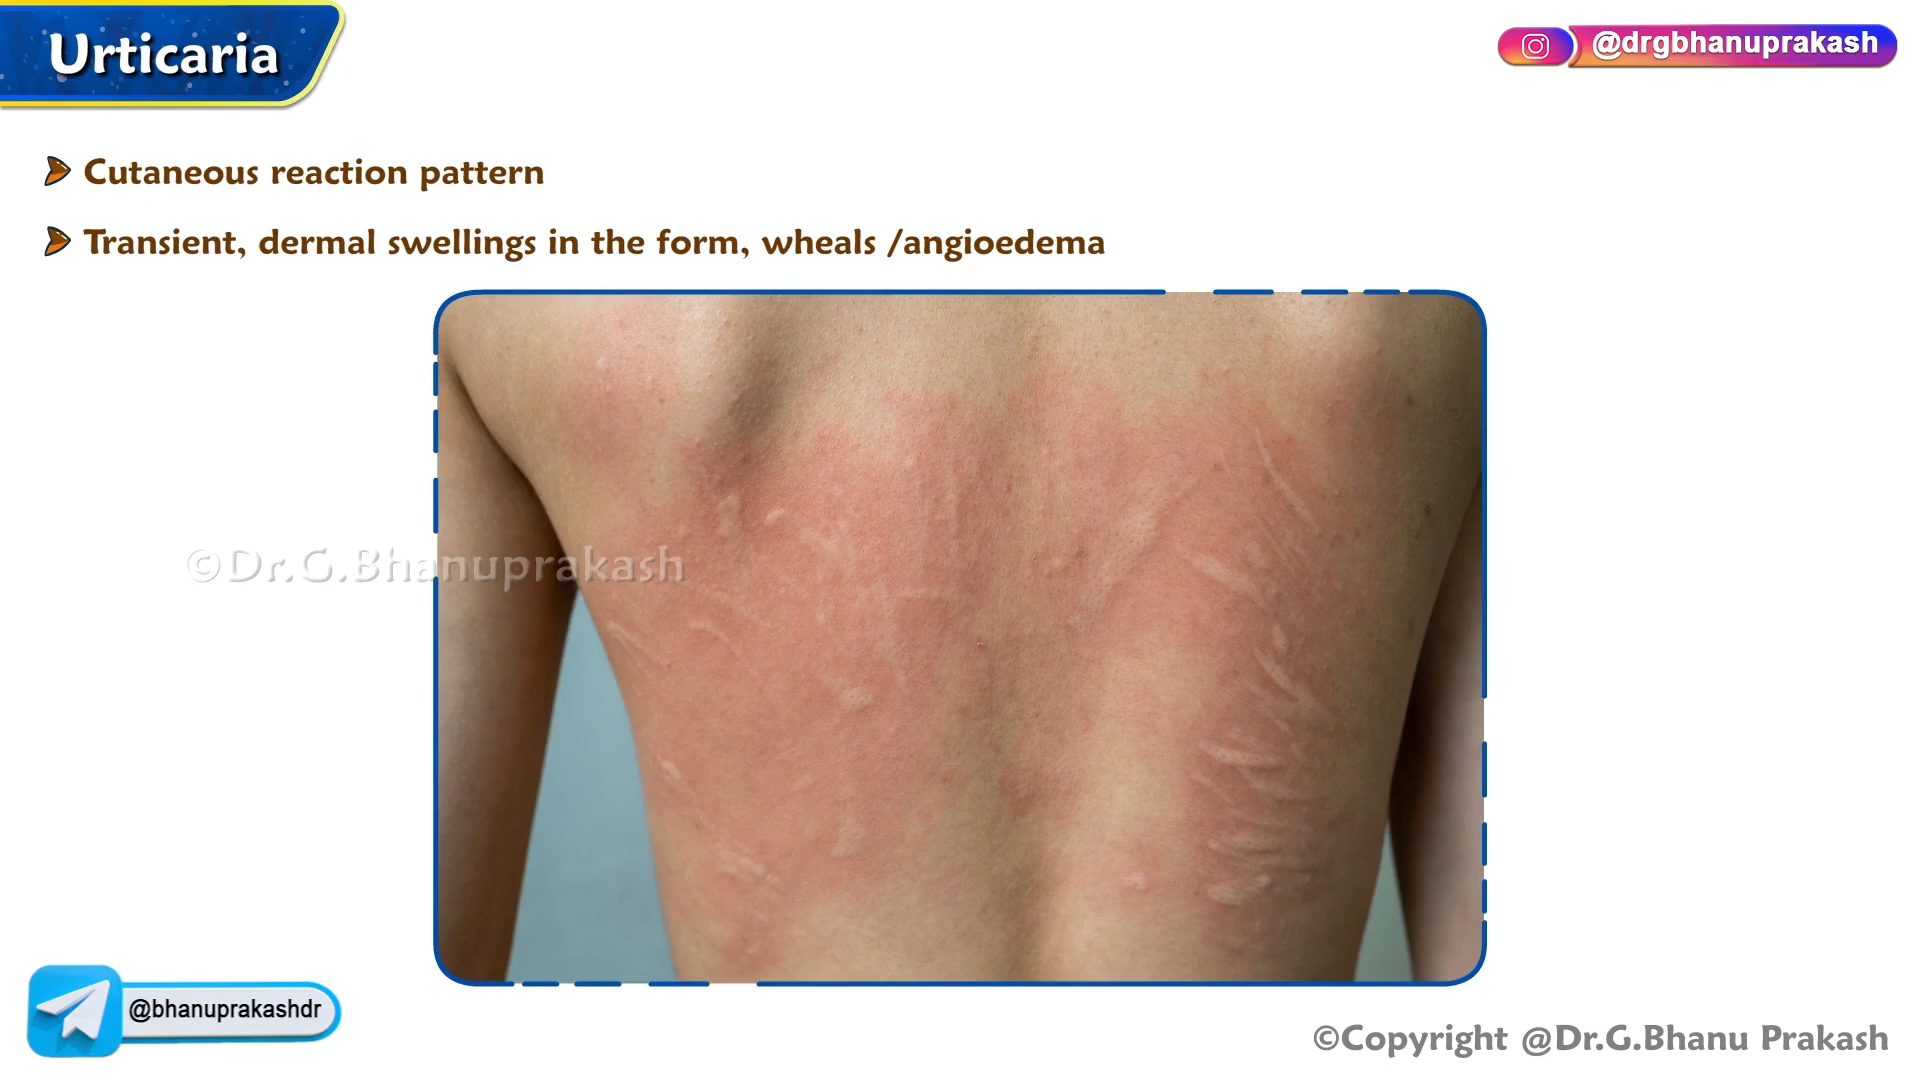 Urticaria
@drgbhanuprakash
Cutaneous reaction pattern
Transient, dermal swellings in the form, wheals /angioedema
©Dr.G.Bhanuprakash
@bhanuprakashdr
©Copyright @Dr.G.Bhanu Prakash